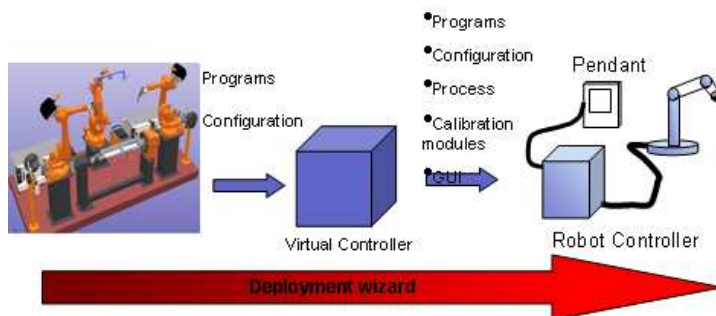 Programs
Configuration
Virtual Controller
•Programs
•Configuration
•Process
•Calibration
modules
•GUI
Pendant
Robot Controller
Deployment wizard